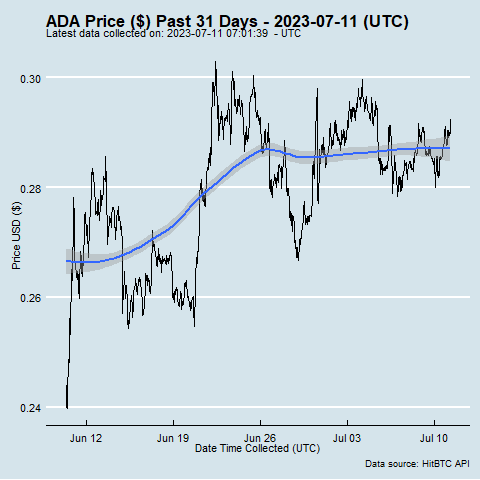 ADA Price ($) Past 31 Days - 2023-07-11 (UTC)
Latest data collected on: 2023-07-11 07:01:39 - UTC
0.30
0.28
0.26
0.24
Price USD ($)
Jun 12 Jun 19 Jun 26 Jul 03 Jul 10
Date Time Collected (UTC)
Data source: HitBTC API